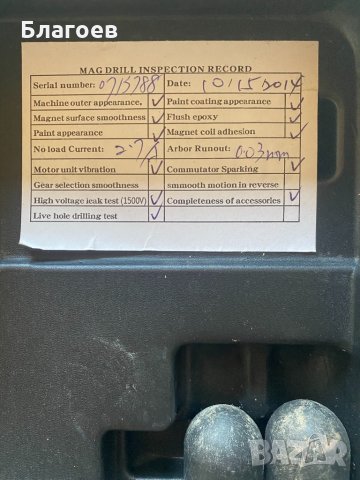 Благоев
MAG DRILL INSPECTION RECORD
Serial number: 0715788 Date: 10/15 2014
Machine outer appearance. ✓ Paint coating appearance ✓
Magnet surface smoothness ✓ Flush epoxy ✓
Paint appearance ✓ Magnet coil adhesion ✓
No load Current: 2.7A Arbor Runout: 0.03mm
Motor unit vibration ✓ Commutator Sparking ✓
Gear selection smoothness smmooth motion in reverse
High voltage ieak test (1500V) ✓ Completeness of accessories ✓
Live hole drilling test ✓
bazar